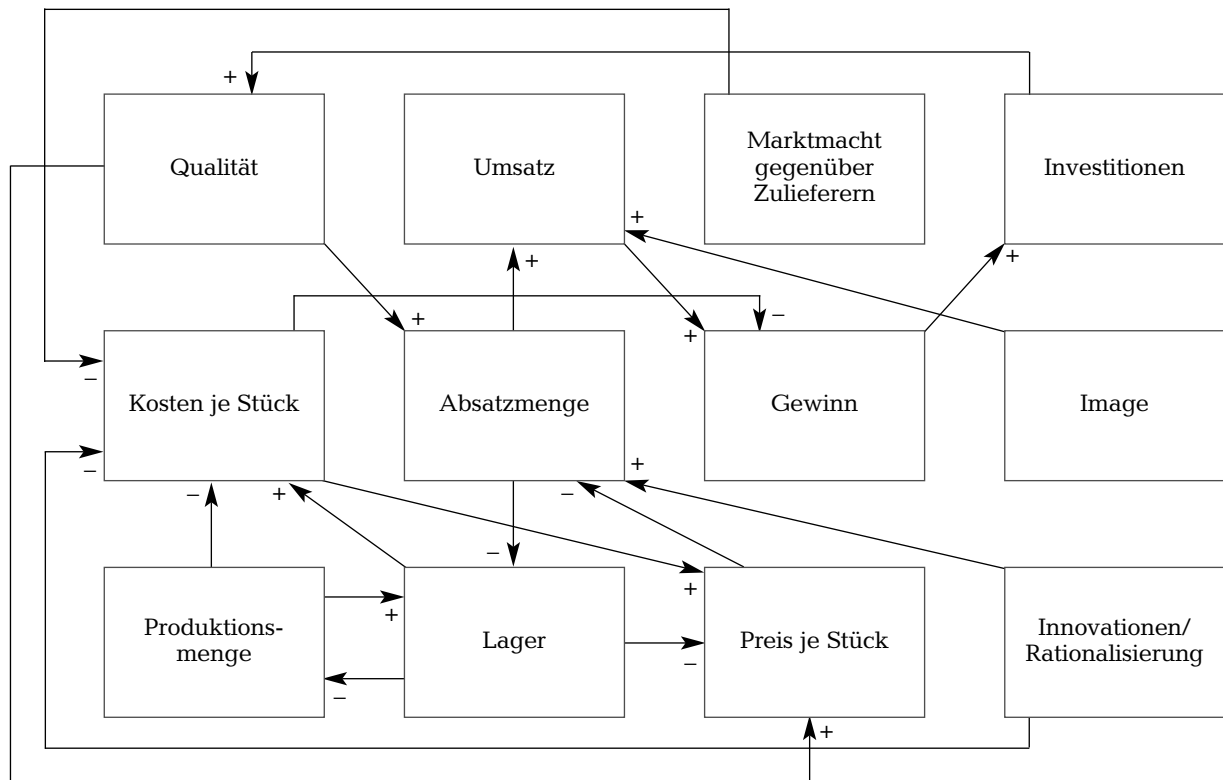 +
Qualität
Umsatz
Marktmacht
gegenüber
Zulieferern
Investitionen
+
+
+
+
+
−
−
Kosten je Stück
Absatzmenge
Gewinn
Image
−
−
+
−
+
−
+
+
−
Produktions-
menge
Lager
Preis je Stück
Innovationen/
Rationalisierung
−
−
+